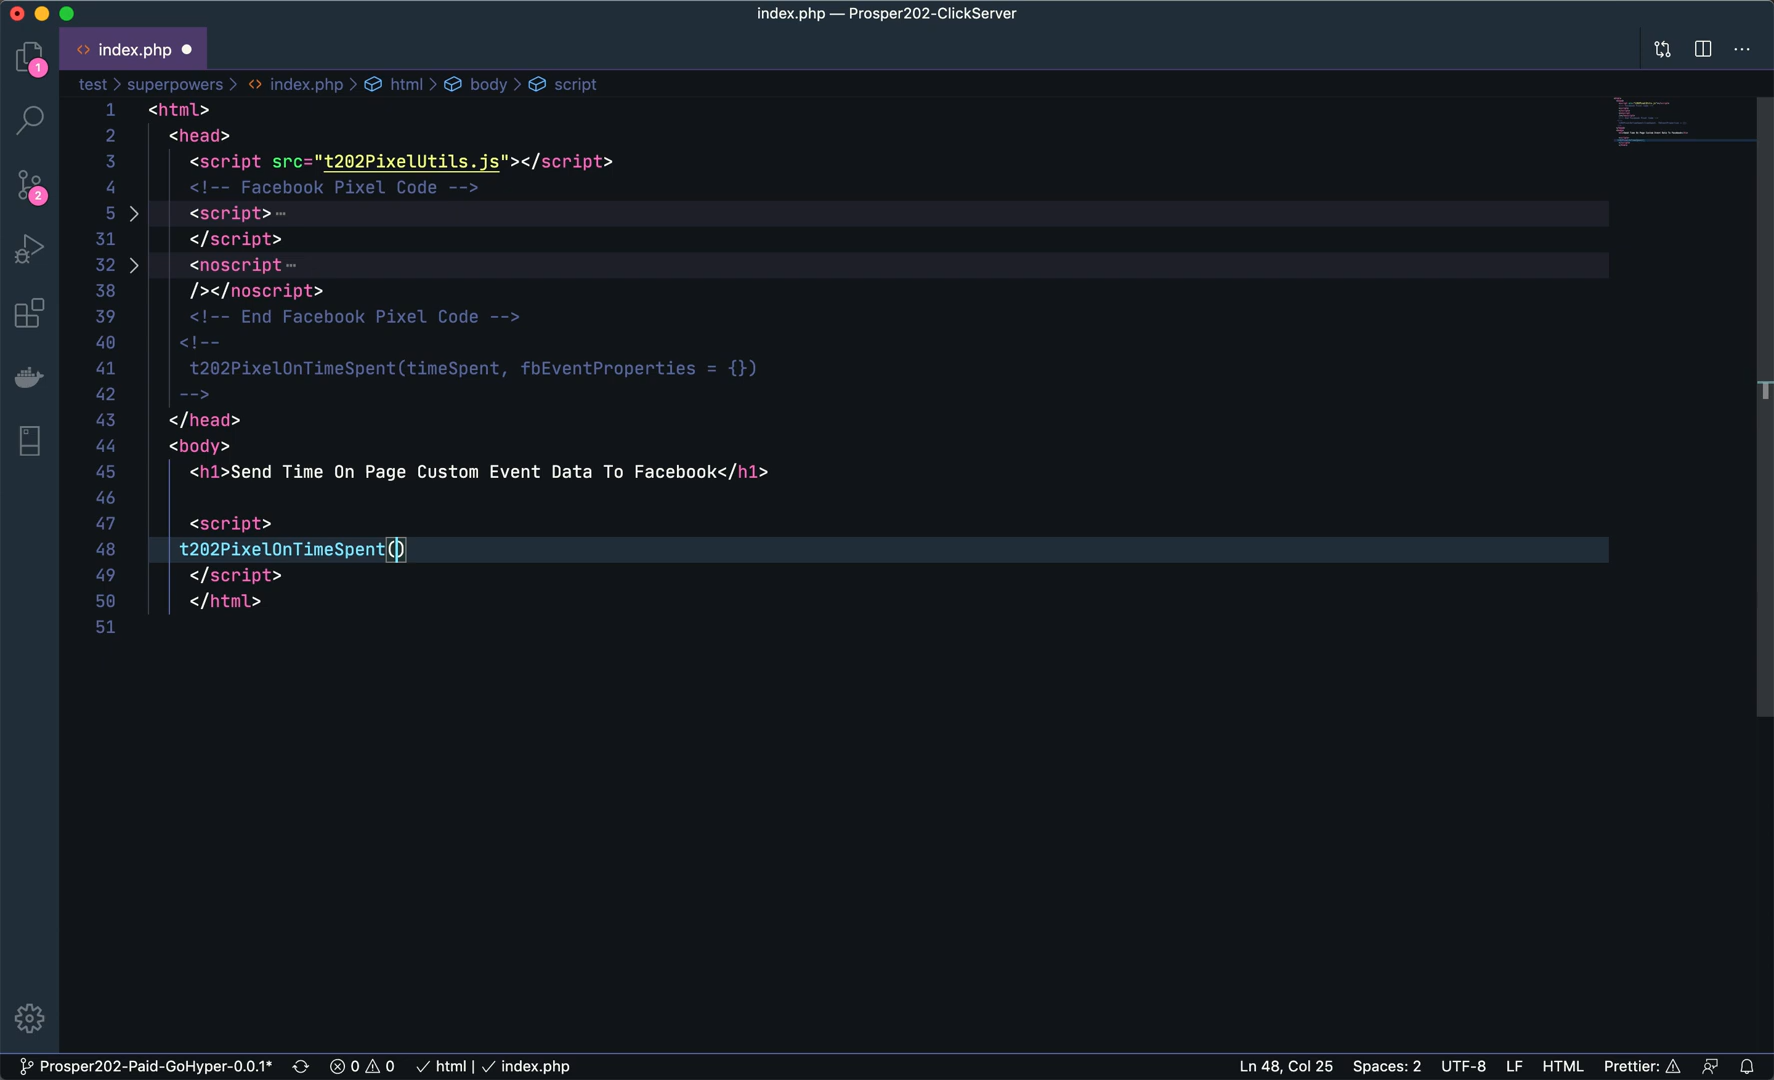 index.php — Prosper202-ClickServer
index.php
test > superpowers > index.php > html > body > script
1 <html>
2 <head>
3 <script src="t202PixelUtils.js"></script>
4 <!-- Facebook Pixel Code -->
5 <script>…
31 </script>
32 <noscript…
38 /></noscript>
39 <!-- End Facebook Pixel Code -->
40 <!--
41 t202PixelOnTimeSpent(timeSpent, fbEventProperties = {})
42 -->
43 </head>
44 <body>
45 <h1>Send Time On Page Custom Event Data To Facebook</h1>
46
47 <script>
48 t202PixelOnTimeSpent()
49 </script>
50 </html>
51
1
2
Prosper202-Paid-GoHyper-0.0.1* 0 0 html | index.php Ln 48, Col 25 Spaces: 2 UTF-8 LF HTML Prettier: